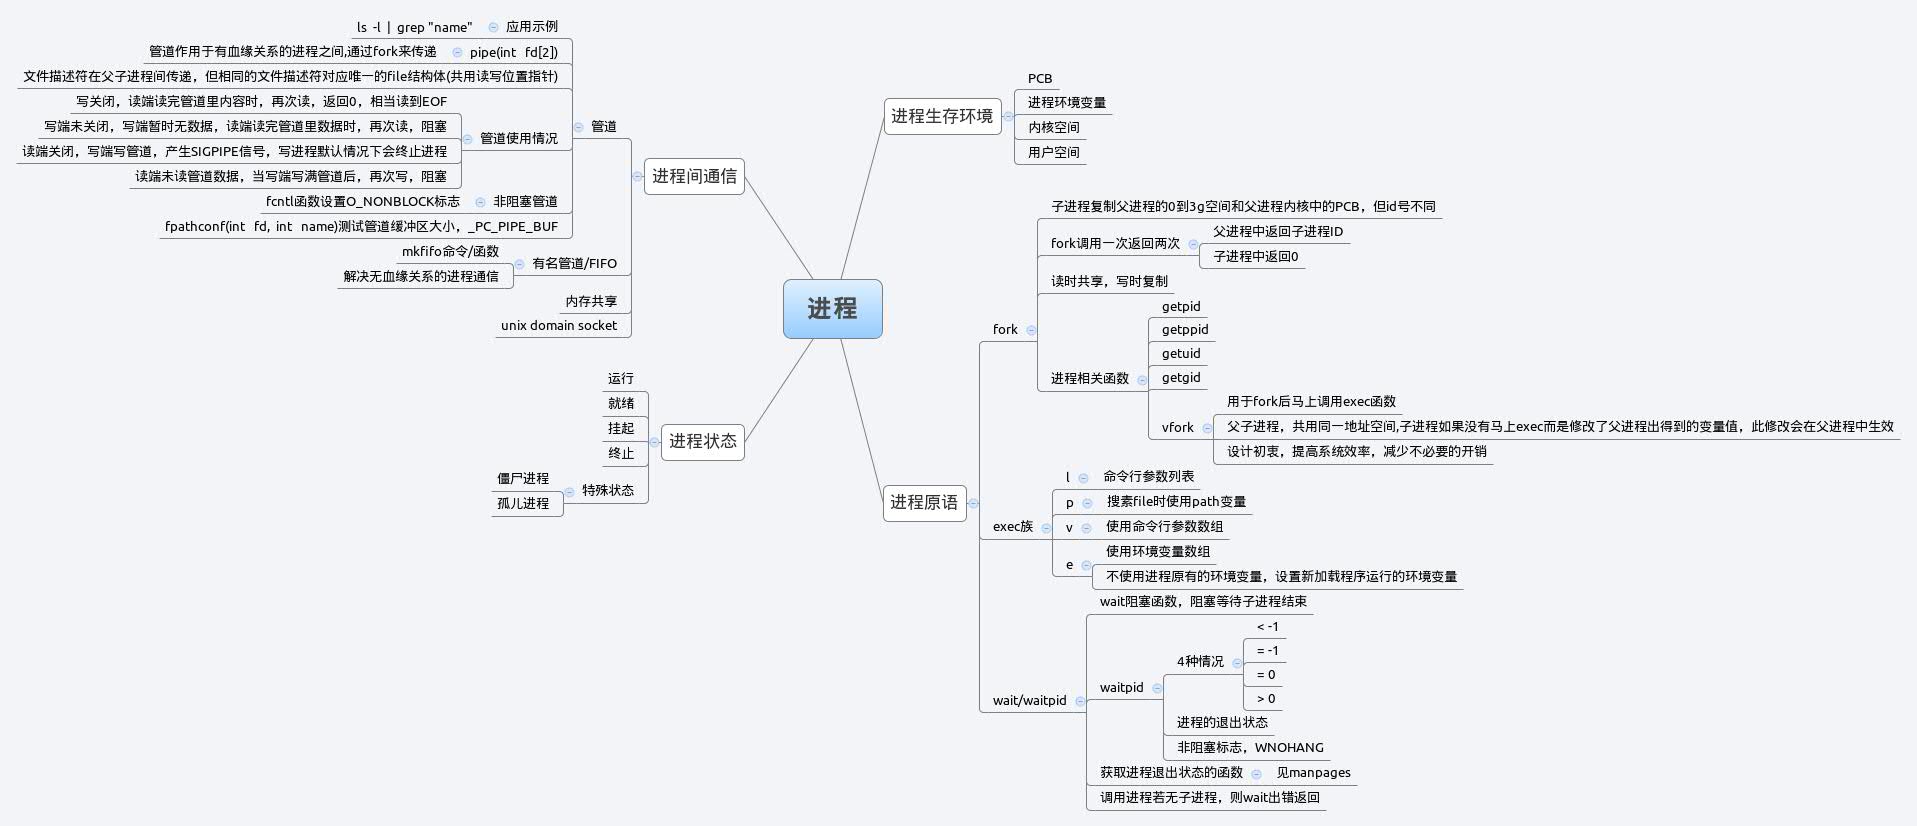 进程
进程间通信
管道
应用示例
ls -l | grep "name"
pipe(int fd[2])
管道作用于有血缘关系的进程之间,通过fork来传递
文件描述符在父子进程间传递，但相同的文件描述符对应唯一的file结构体(共用读写位置指针)
管道使用情况
写关闭，读端读完管道里内容时，再次读，返回0，相当读到EOF
写端未关闭，写端暂时无数据，读端读完管道里数据时，再次读，阻塞
读端关闭，写端写管道，产生SIGPIPE信号，写进程默认情况下会终止进程
读端未读管道数据，当写端写满管道后，再次写，阻塞
非阻塞管道
fcntl函数设置O_NONBLOCK标志
fpathconf(int fd, int name)测试管道缓冲区大小，_PC_PIPE_BUF
有名管道/FIFO
mkfifo命令/函数
解决无血缘关系的进程通信
内存共享
unix domain socket
进程状态
运行
就绪
挂起
终止
特殊状态
僵尸进程
孤儿进程
进程生存环境
PCB
进程环境变量
内核空间
用户空间
进程原语
fork
子进程复制父进程的0到3g空间和父进程内核中的PCB，但id号不同
fork调用一次返回两次
父进程中返回子进程ID
子进程中返回0
读时共享，写时复制
进程相关函数
getpid
getppid
getuid
getgid
vfork
用于fork后马上调用exec函数
父子进程，共用同一地址空间,子进程如果没有马上exec而是修改了父进程出得到的变量值，此修改会在父进程中生效
设计初衷，提高系统效率，减少不必要的开销
exec族
l
命令行参数列表
p
搜素file时使用path变量
v
使用命令行参数数组
e
使用环境变量数组
不使用进程原有的环境变量，设置新加载程序运行的环境变量
wait/waitpid
wait阻塞函数，阻塞等待子进程结束
waitpid
4种情况
< -1
= -1
= 0
> 0
进程的退出状态
非阻塞标志，WNOHANG
获取进程退出状态的函数
见manpages
调用进程若无子进程，则wait出错返回